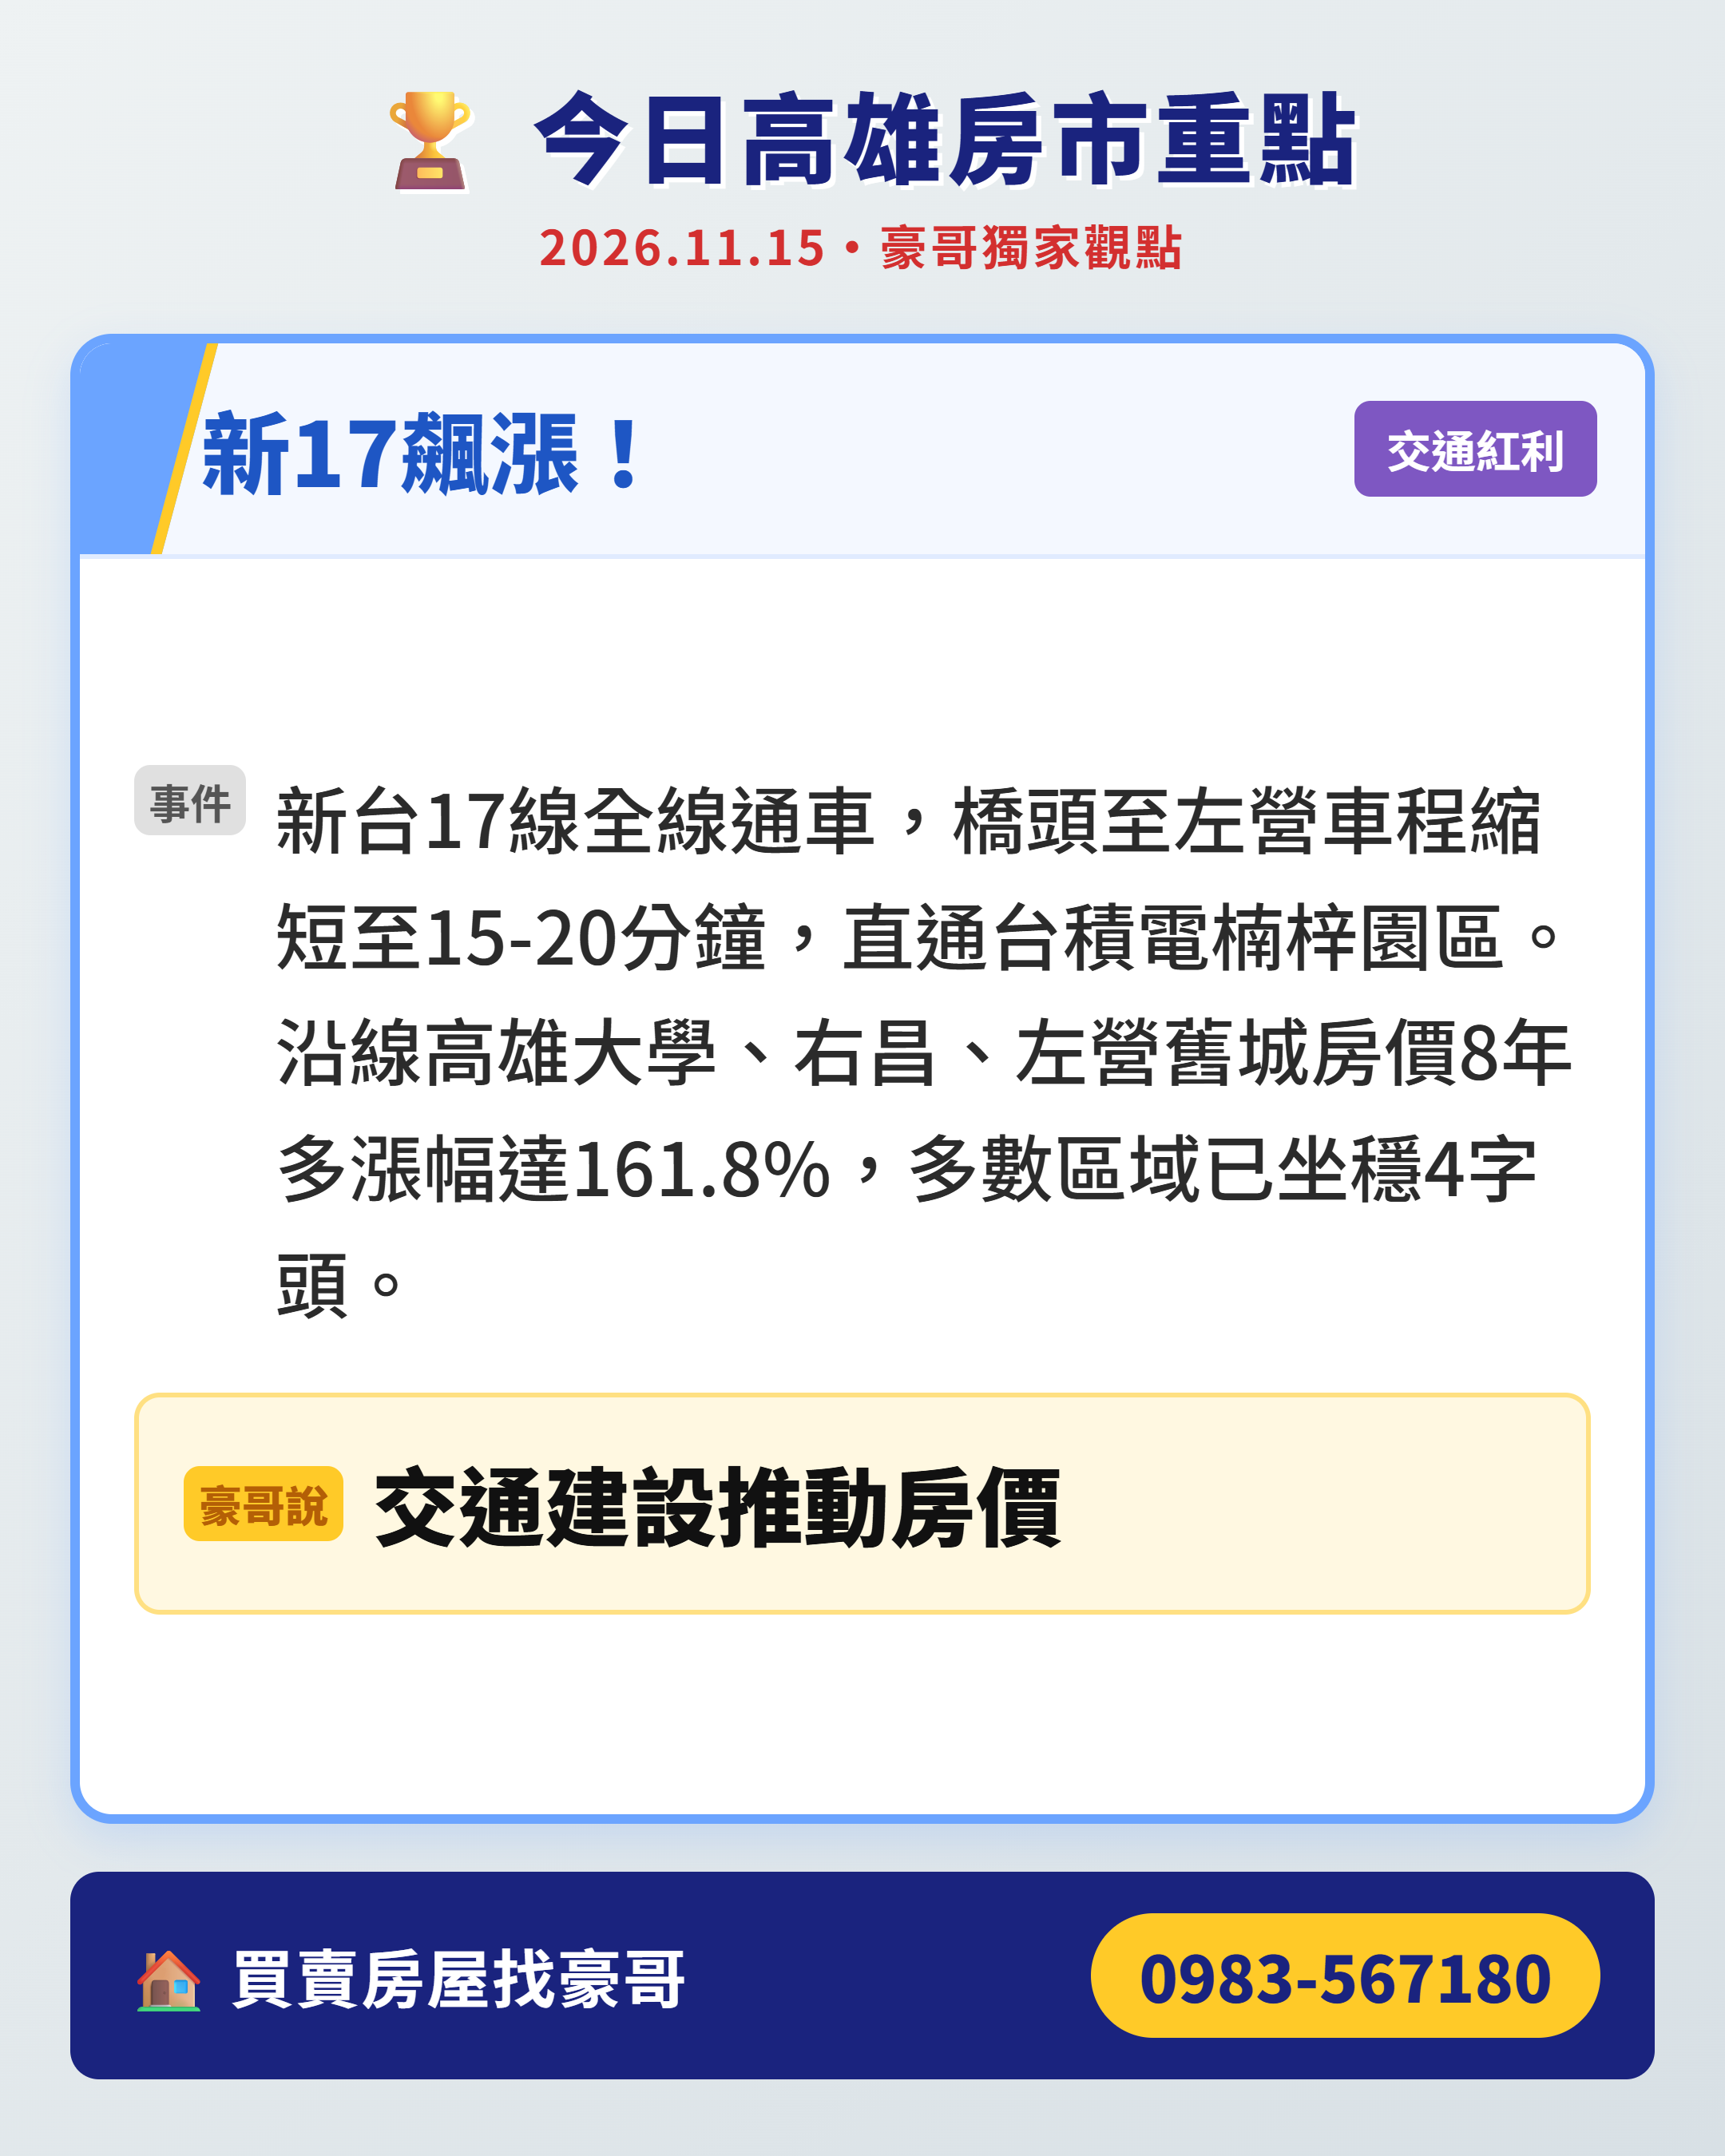 🏆 今日高雄房市重點
2026.11.15・豪哥獨家觀點
新17飆漲！
交通紅利
事件
新台17線全線通車，橋頭至左營車程縮
短至15-20分鐘，直通台積電楠梓園區。
沿線高雄大學、右昌、左營舊城房價8年
多漲幅達161.8%，多數區域已坐穩4字
頭。
豪哥說
交通建設推動房價
🏠 買賣房屋找豪哥
0983-567180